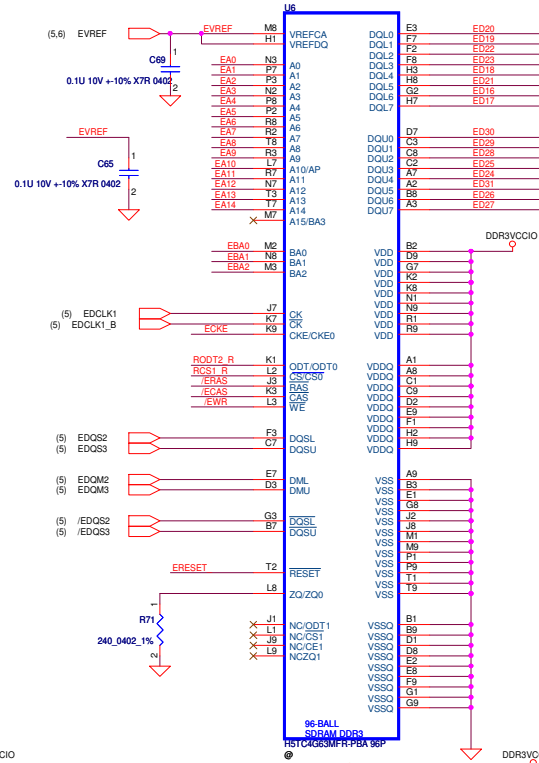 U6
(5,6) EVREF EVREF M8 VREFCA DQL0 E3 ED20
H1 VREFDQ DQL1 F7 ED19
DQL2 F2 ED22
EA0 N3 A0 DQL3 F8 ED23
EA1 P7 A1 DQL4 H3 ED18
EA2 P3 A2 DQL5 H8 ED21
EA3 N2 A3 DQL6 G2 ED16
EA4 P8 A4 DQL7 H7 ED17
EA5 P2 A5
EA6 R8 A6
EA7 R2 A7 DQU0 D7 ED30
EA8 T8 A8 DQU1 C3 ED29
EA9 R3 A9 DQU2 C8 ED28
EA10 L7 A10/AP DQU3 C2 ED25
EA11 R7 A11 DQU4 A7 ED24
EA12 N7 A12 DQU5 A2 ED31
EA13 T3 A13 DQU6 B8 ED26
EA14 T7 A14 DQU7 A3 ED27
M7 A15/BA3
C69
1
2
0.1U 10V +-10% X7R 0402
EVREF
C65
1
2
0.1U 10V +-10% X7R 0402
DDR3VCCIO
EBA0 M2 BA0 VDD B2
EBA1 N8 BA1 VDD D9
EBA2 M3 BA2 VDD G7
VDD K2
VDD K8
VDD N1
(5) EDCLK1 J7 CK VDD N9
(5) EDCLK1_B K7 CK VDD R1
ECKE K9 CKE/CKE0 VDD R9
RODT2_R K1 ODT/ODT0 VDDQ A1
RCS1_R L2 CS/CS0 VDDQ A8
/ERAS J3 RAS VDDQ C1
/ECAS K3 CAS VDDQ C9
/EWR L3 WE VDDQ D2
VDDQ E9
VDDQ F1
(5) EDQS2 F3 DQSL VDDQ H2
(5) EDQS3 C7 DQSU VDDQ H9
(5) EDQM2 E7 DML VSS A9
(5) EDQM3 D3 DMU VSS B3
VSS E1
VSS G8
(5) /EDQS2 G3 DQSL VSS J2
(5) /EDQS3 B7 DQSU VSS J8
VSS M1
VSS M9
VSS P1
ERESET T2 RESET VSS P9
VSS T1
L8 ZQ/ZQ0 VSS T9
1
R71
240_0402_1%
2
J1 NC/ODT1 VSSQ B1
L1 NC/CS1 VSSQ B9
J9 NC/CE1 VSSQ D1
L9 NCZQ1 VSSQ D8
VSSQ E2
VSSQ E8
VSSQ F9
VSSQ G1
VSSQ G9
96-BALL
SDRAM DDR3
H5TC4G63MFR-PBA 96P
@
CIO
DDR3VC